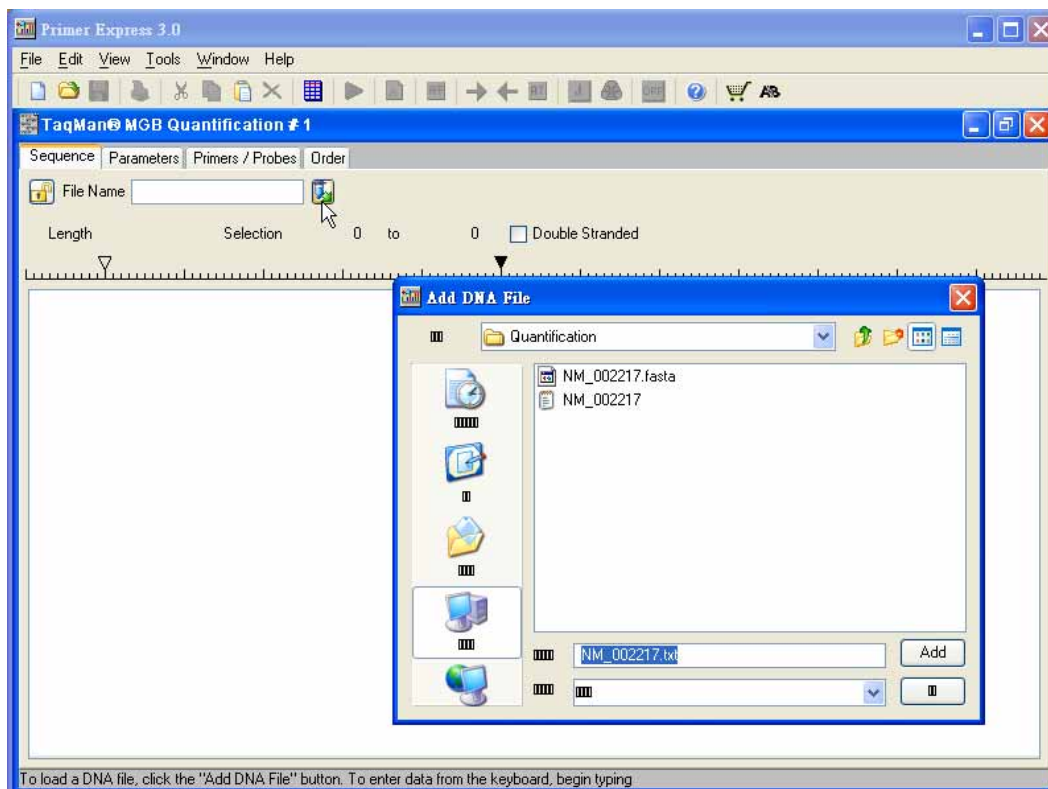 Primer Express 3.0
File Edit View Tools Window Help
TaqMan® MGB Quantification # 1
Sequence Parameters Primers / Probes Order
File Name
Length Selection 0 to 0 Double Stranded
Add DNA File
Quantification
NM_002217.fasta
NM_002217
NM_002217.txt
Add
To load a DNA file, click the "Add DNA File" button. To enter data from the keyboard, begin typing